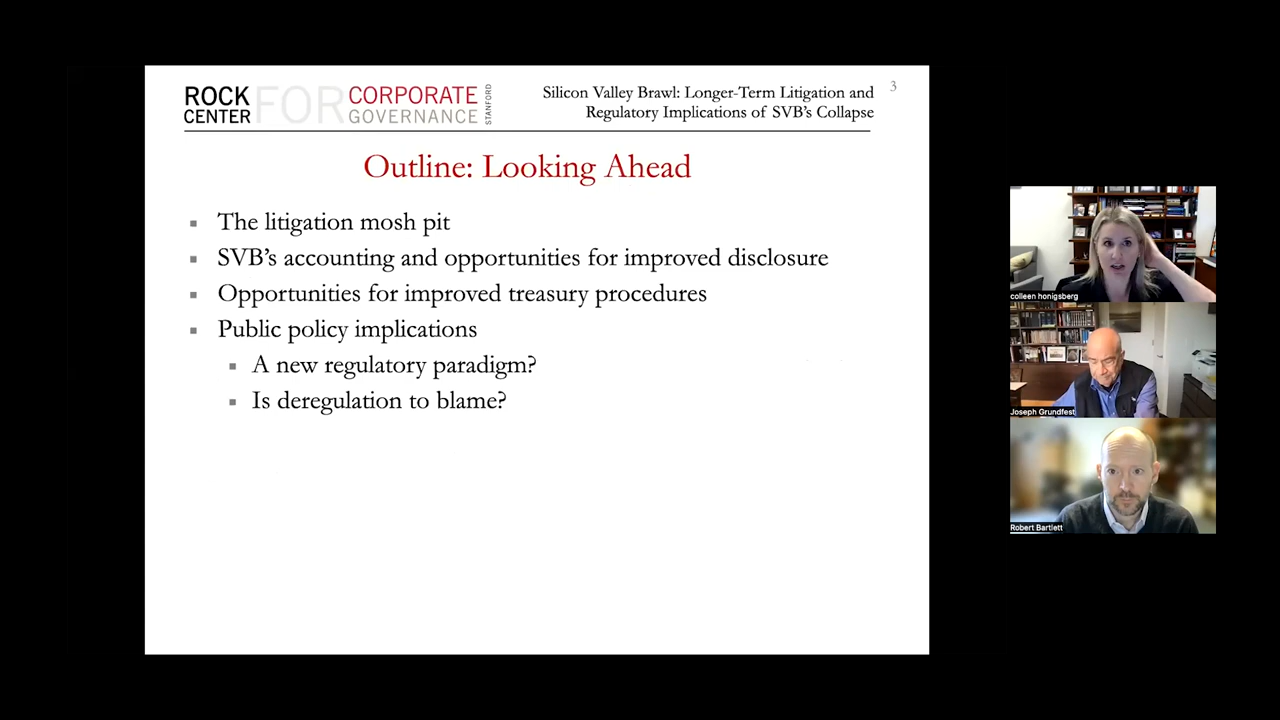 ROCK
CENTER
FOR
CORPORATE
GOVERNANCE
STANFORD
Silicon Valley Brawl: Longer-Term Litigation and
Regulatory Implications of SVB's Collapse
3
Outline: Looking Ahead
▪ The litigation mosh pit
▪ SVB's accounting and opportunities for improved disclosure
▪ Opportunities for improved treasury procedures
▪ Public policy implications
▪ A new regulatory paradigm?
▪ Is deregulation to blame?
colleen honigsberg
Joseph Grundfest
Robert Bartlett